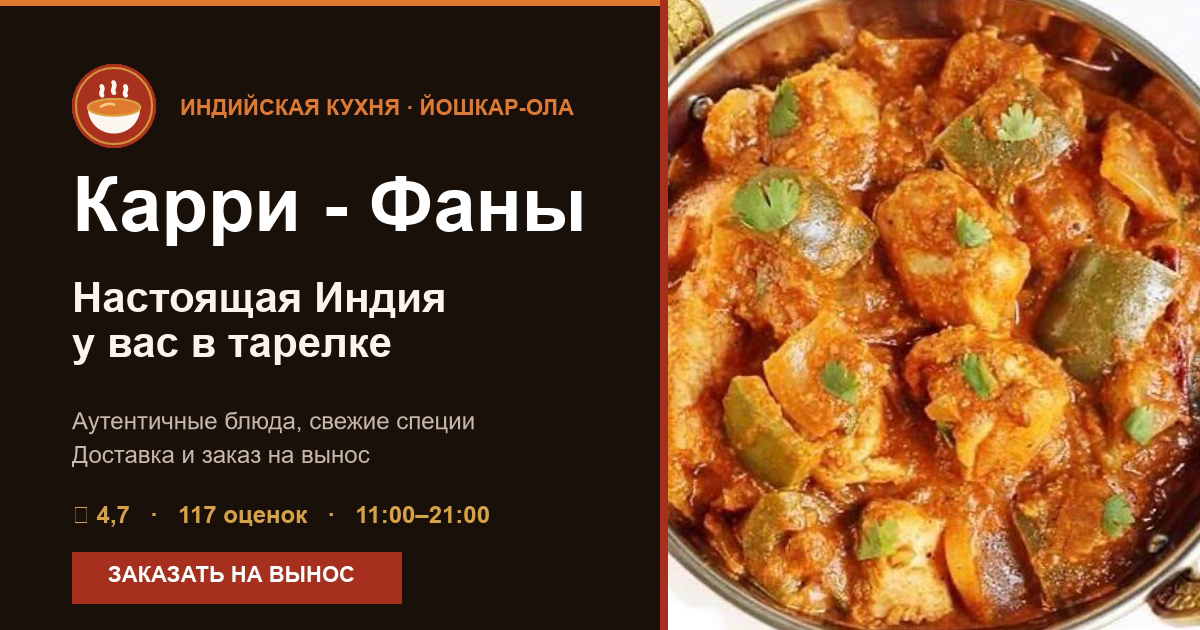 ИНДИЙСКАЯ КУХНЯ · ЙОШКАР-ОЛА
Карри - Фаны
Настоящая Индия
у вас в тарелке
Аутентичные блюда, свежие специи
Доставка и заказ на вынос
4,7 · 117 оценок · 11:00–21:00
ЗАКАЗАТЬ НА ВЫНОС